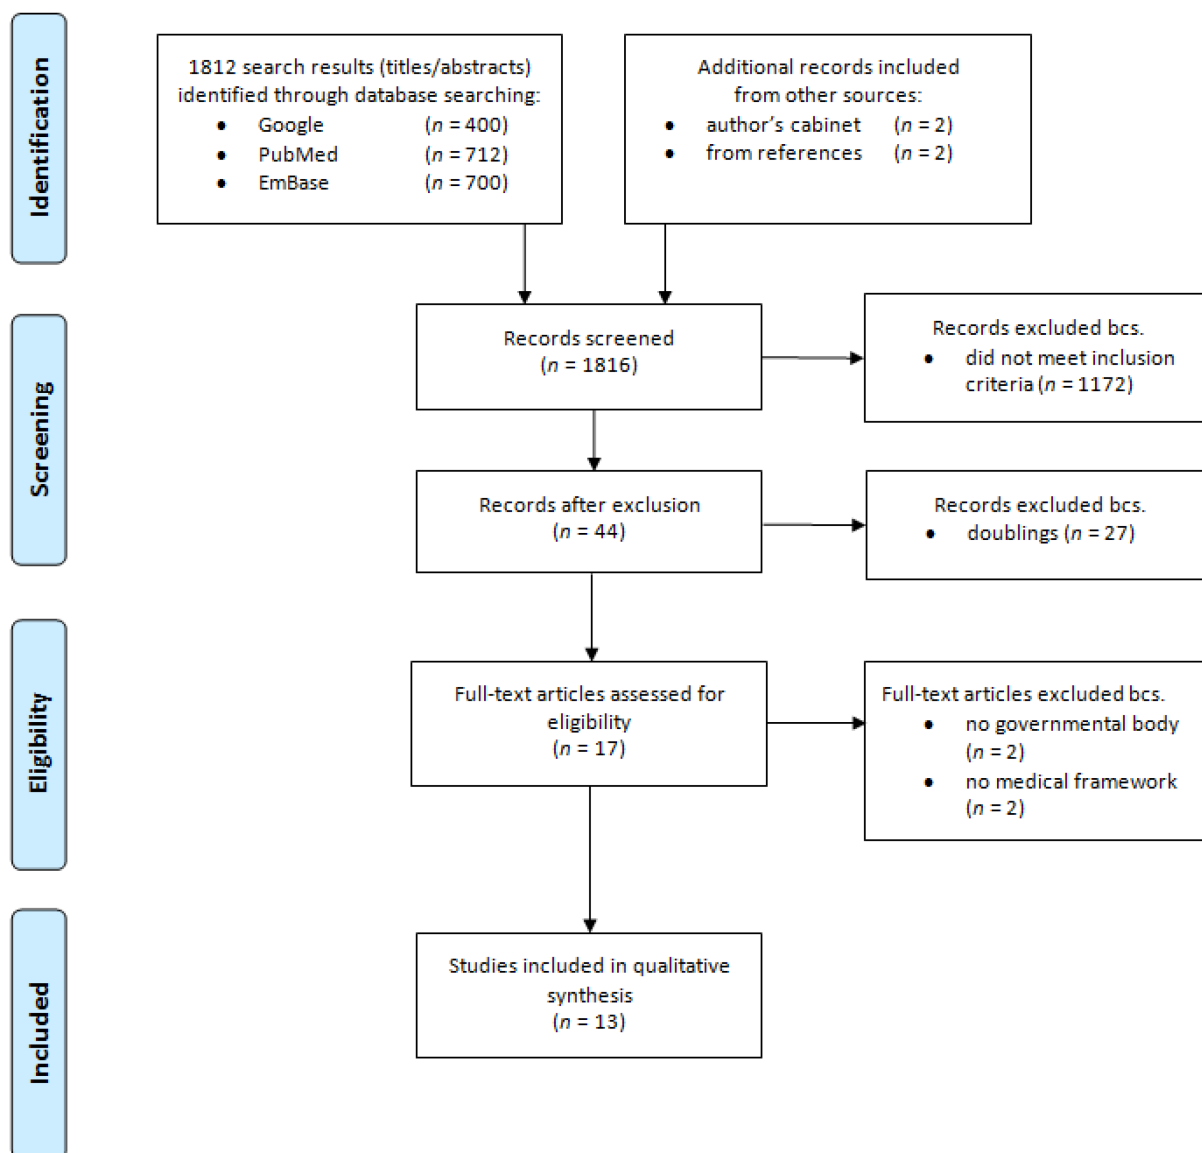 Identification
1812 search results (titles/abstracts)
identified through database searching:
• Google (n = 400)
• PubMed (n = 712)
• EmBase (n = 700)
Additional records included
from other sources:
• author's cabinet (n = 2)
• from references (n = 2)
Screening
Records screened
(n = 1816)
Records excluded bcs.
• did not meet inclusion
criteria (n = 1172)
Records after exclusion
(n = 44)
Records excluded bcs.
• doublings (n = 27)
Eligibility
Full-text articles assessed for
eligibility
(n = 17)
Full-text articles excluded bcs.
• no governmental body
(n = 2)
• no medical framework
(n = 2)
Included
Studies included in qualitative
synthesis
(n = 13)